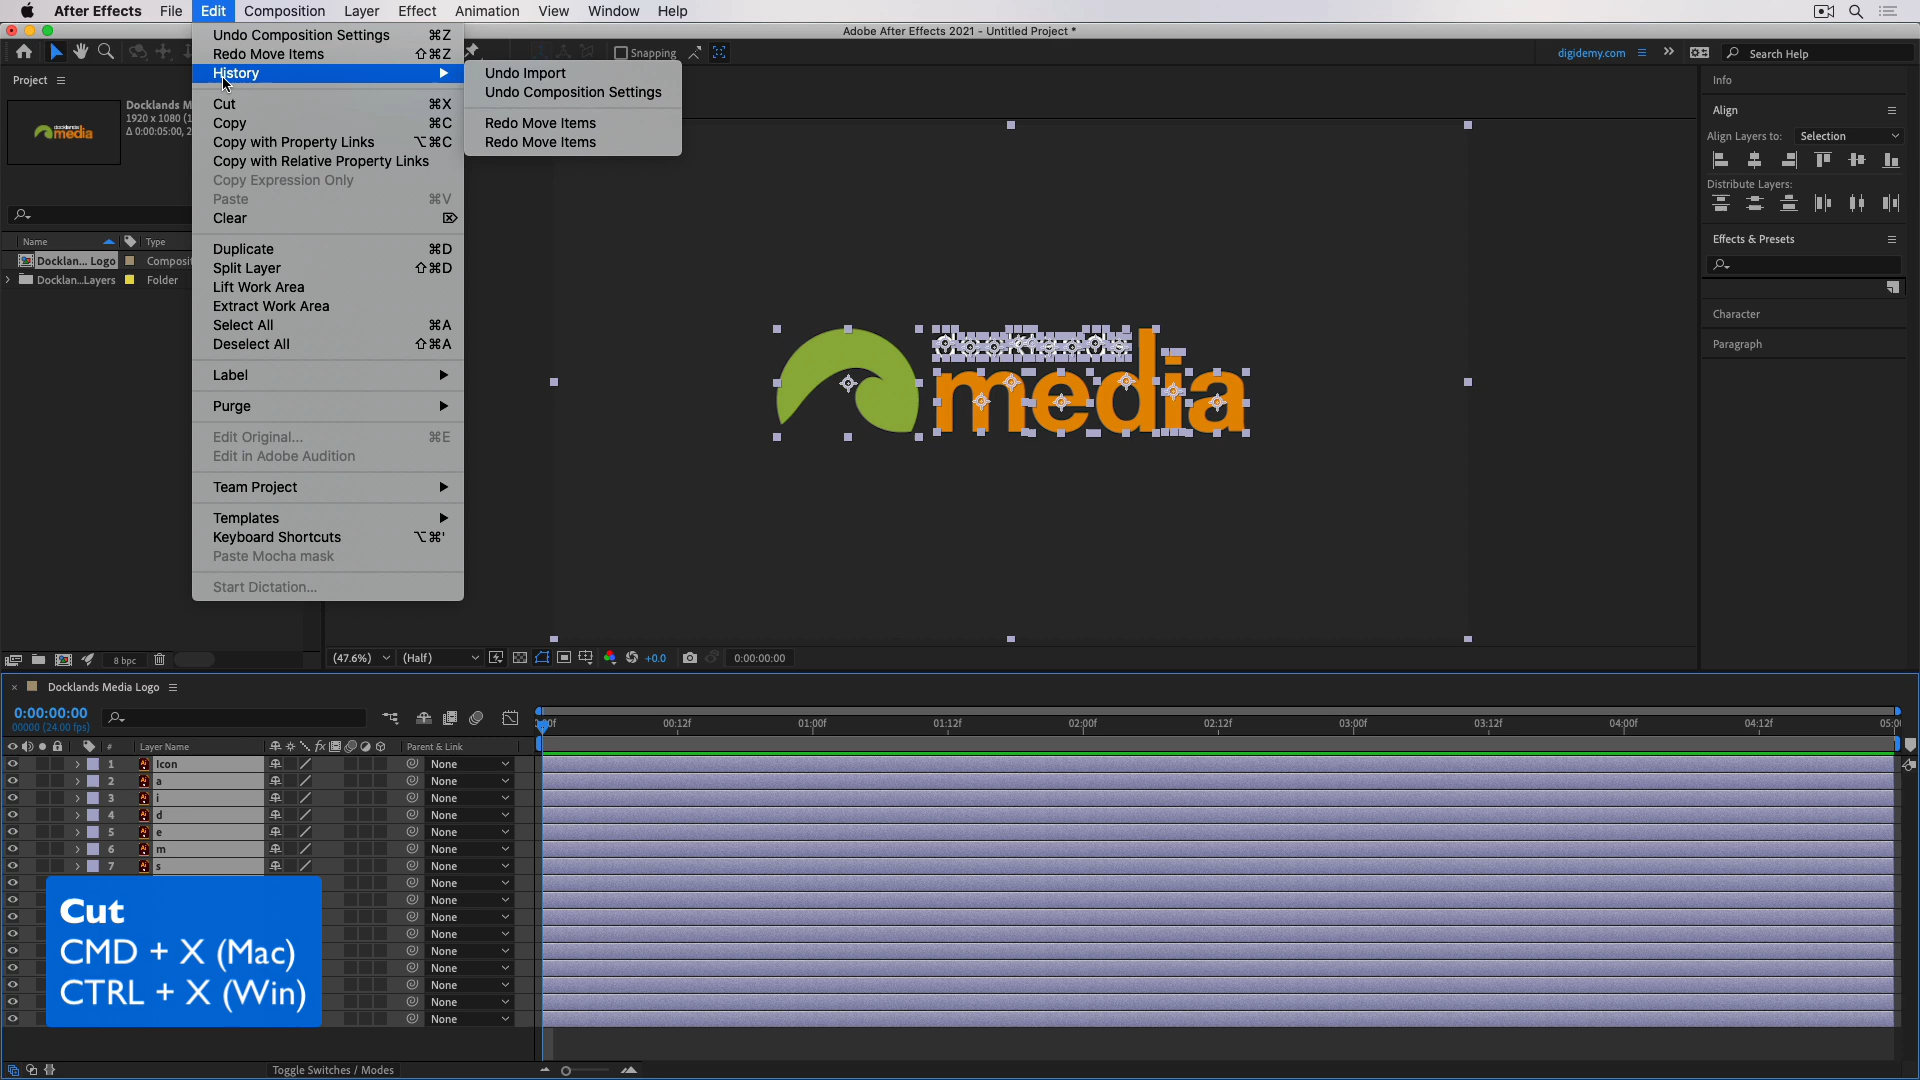 After Effects File Edit Composition Layer Effect Animation View Window Help
Adobe After Effects 2021 - Untitled Project *
Snapping
digidemy.com
Search Help
Project
Docklands M
1920 x 1080 (1
Δ 0:00:05:00, 2
Name Type
Docklan... Logo Composit
Docklan...Layers Folder
8 bpc
Undo Composition Settings ⌘Z
Redo Move Items ⇧⌘Z
History
Cut ⌘X
Copy ⌘C
Copy with Property Links ⌥⌘C
Copy with Relative Property Links
Copy Expression Only
Paste ⌘V
Clear
Duplicate ⌘D
Split Layer ⇧⌘D
Lift Work Area
Extract Work Area
Select All ⌘A
Deselect All ⇧⌘A
Label
Purge
Edit Original... ⌘E
Edit in Adobe Audition
Team Project
Templates
Keyboard Shortcuts ⌥⌘'
Paste Mocha mask
Start Dictation...
Undo Import
Undo Composition Settings
Redo Move Items
Redo Move Items
docklands
media
(47.6%) (Half) +0.0 0:00:00:00
Info
Align
Align Layers to: Selection
Distribute Layers:
Effects & Presets
Character
Paragraph
Docklands Media Logo
0:00:00:00
00000 (24.00 fps)
00:12f 01:00f 01:12f 02:00f 02:12f 03:00f 03:12f 04:00f 04:12f 05:0
# Layer Name fx Parent & Link
1 Icon None
2 a None
3 i None
4 d None
5 e None
6 m None
7 s None
None
None
None
None
None
None
None
None
None
Cut
CMD + X (Mac)
CTRL + X (Win)
Toggle Switches / Modes